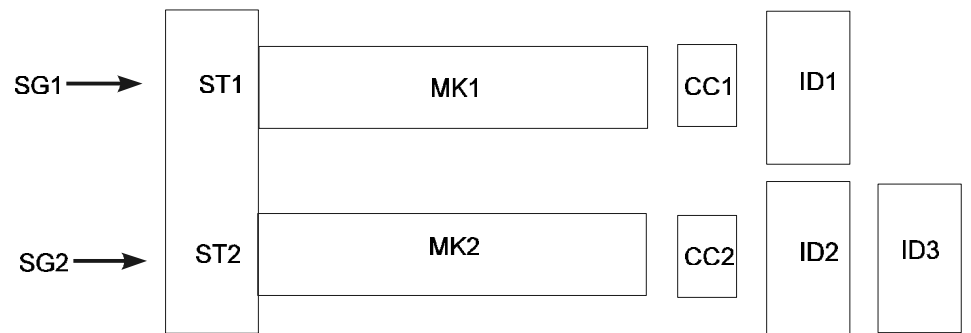 SG1
ST1
MK1
CC1
ID1
SG2
ST2
MK2
CC2
ID2
ID3